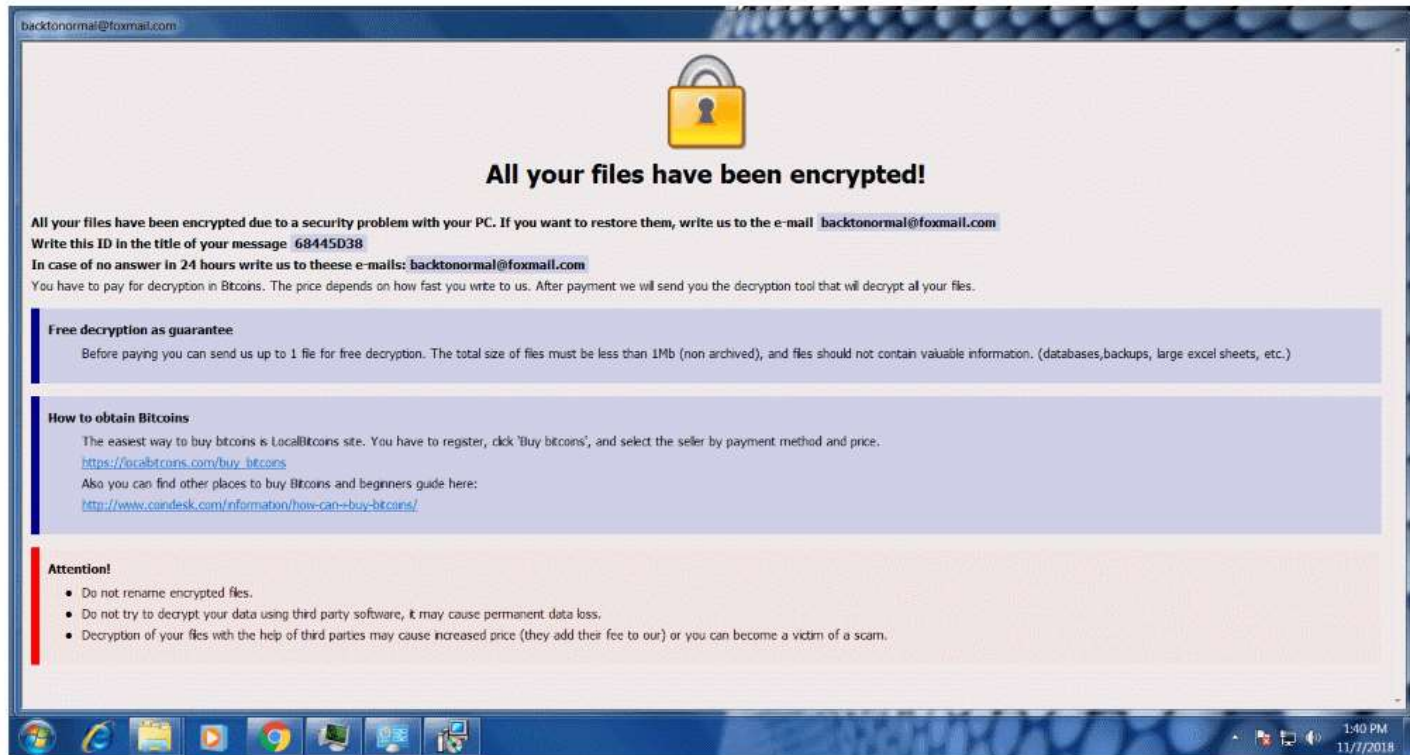 backtonormal@foxmail.com
All your files have been encrypted!
All your files have been encrypted due to a security problem with your PC. If you want to restore them, write us to the e-mail backtonormal@foxmail.com
Write this ID in the title of your message 68445D38
In case of no answer in 24 hours write us to theese e-mails: backtonormal@foxmail.com
You have to pay for decryption in Bitcoins. The price depends on how fast you write to us. After payment we will send you the decryption tool that will decrypt all your files.
Free decryption as guarantee
Before paying you can send us up to 1 file for free decryption. The total size of files must be less than 1Mb (non archived), and files should not contain valuable information. (databases,backups, large excel sheets, etc.)
How to obtain Bitcoins
The easiest way to buy bitcoins is LocalBitcoins site. You have to register, click 'Buy bitcoins', and select the seller by payment method and price.
https://localbitcoins.com/buy_bitcoins
Also you can find other places to buy Bitcoins and beginners guide here:
http://www.coindesk.com/information/how-can-i-buy-bitcoins/
Attention!
• Do not rename encrypted files.
• Do not try to decrypt your data using third party software, it may cause permanent data loss.
• Decryption of your files with the help of third parties may cause increased price (they add their fee to our) or you can become a victim of a scam.
1:40 PM
11/7/2018